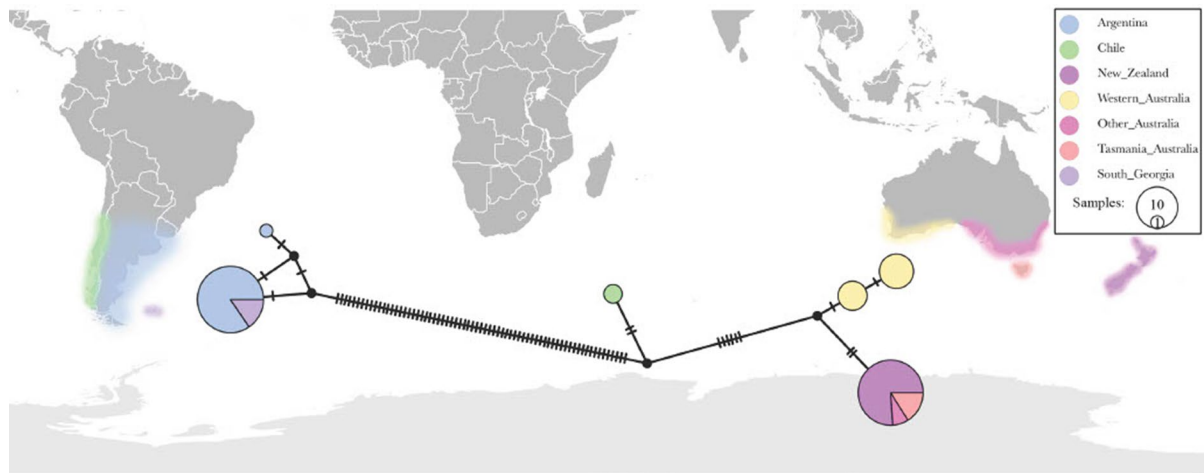 Argentina
Chile
New_Zealand
Western_Australia
Other_Australia
Tasmania_Australia
South_Georgia
Samples:
10
1